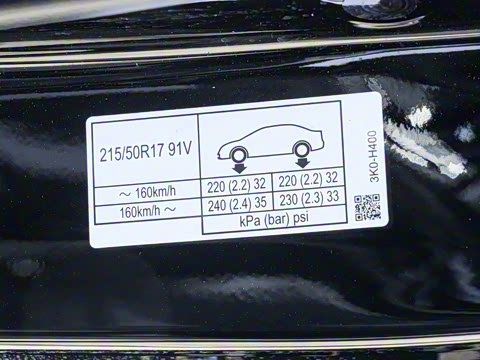 215/50R17 91V
～ 160km/h 220 (2.2) 32 220 (2.2) 32
160km/h ～ 240 (2.4) 35 230 (2.3) 33
kPa (bar) psi
3K0-H400